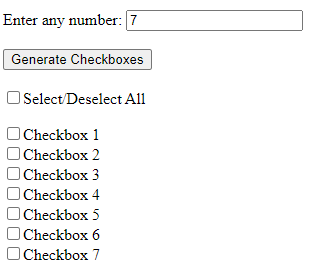 Enter any number: 7
Generate Checkboxes
Select/Deselect All
Checkbox 1
Checkbox 2
Checkbox 3
Checkbox 4
Checkbox 5
Checkbox 6
Checkbox 7